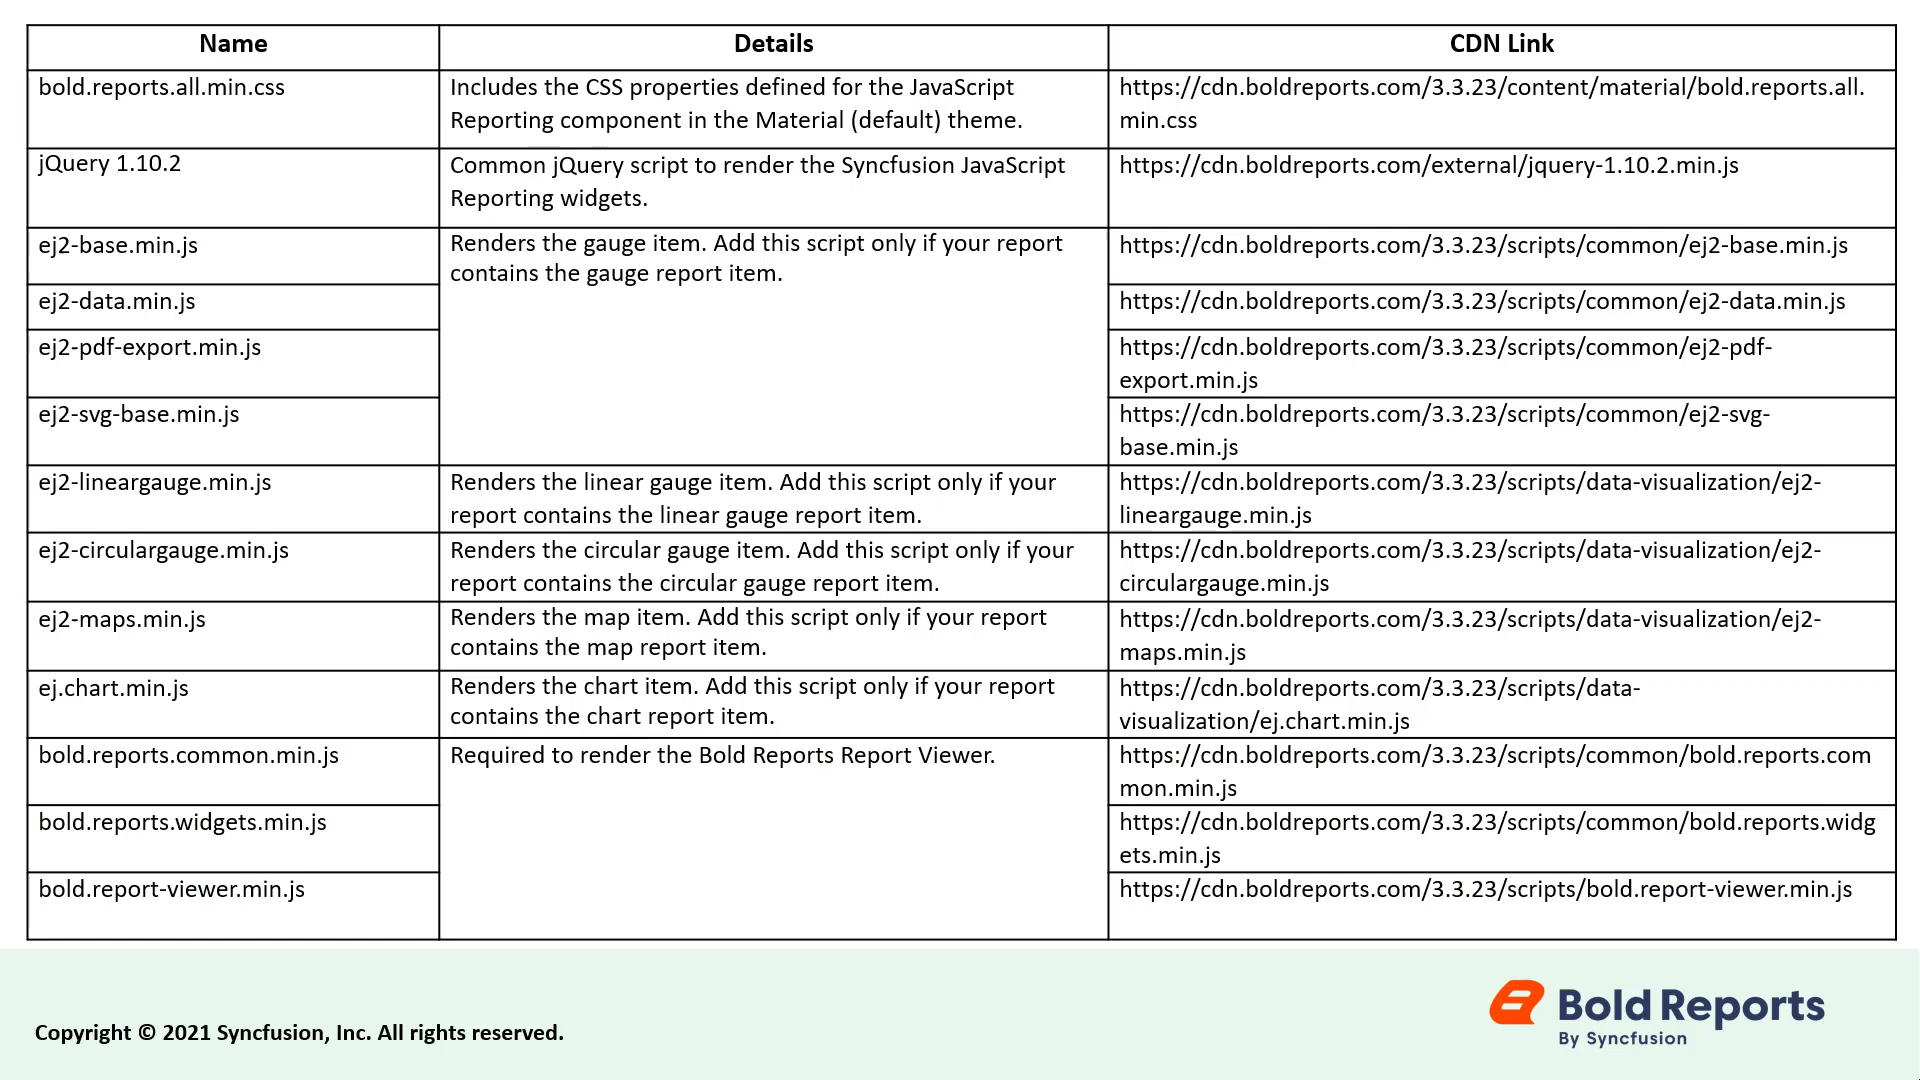 Name Details CDN Link
bold.reports.all.min.css
Includes the CSS properties defined for the JavaScript
Reporting component in the Material (default) theme.
https://cdn.boldreports.com/3.3.23/content/material/bold.reports.all.
min.css
jQuery 1.10.2
Common jQuery script to render the Syncfusion JavaScript
Reporting widgets.
https://cdn.boldreports.com/external/jquery-1.10.2.min.js
ej2-base.min.js
Renders the gauge item. Add this script only if your report
contains the gauge report item.
https://cdn.boldreports.com/3.3.23/scripts/common/ej2-base.min.js
ej2-data.min.js
https://cdn.boldreports.com/3.3.23/scripts/common/ej2-data.min.js
ej2-pdf-export.min.js
https://cdn.boldreports.com/3.3.23/scripts/common/ej2-pdf-
export.min.js
ej2-svg-base.min.js
https://cdn.boldreports.com/3.3.23/scripts/common/ej2-svg-
base.min.js
ej2-lineargauge.min.js
Renders the linear gauge item. Add this script only if your
report contains the linear gauge report item.
https://cdn.boldreports.com/3.3.23/scripts/data-visualization/ej2-
lineargauge.min.js
ej2-circulargauge.min.js
Renders the circular gauge item. Add this script only if your
report contains the circular gauge report item.
https://cdn.boldreports.com/3.3.23/scripts/data-visualization/ej2-
circulargauge.min.js
ej2-maps.min.js
Renders the map item. Add this script only if your report
contains the map report item.
https://cdn.boldreports.com/3.3.23/scripts/data-visualization/ej2-
maps.min.js
ej.chart.min.js
Renders the chart item. Add this script only if your report
contains the chart report item.
https://cdn.boldreports.com/3.3.23/scripts/data-
visualization/ej.chart.min.js
bold.reports.common.min.js
Required to render the Bold Reports Report Viewer.
https://cdn.boldreports.com/3.3.23/scripts/common/bold.reports.com
mon.min.js
bold.reports.widgets.min.js
https://cdn.boldreports.com/3.3.23/scripts/common/bold.reports.widg
ets.min.js
bold.report-viewer.min.js
https://cdn.boldreports.com/3.3.23/scripts/bold.report-viewer.min.js
Copyright © 2021 Syncfusion, Inc. All rights reserved.
Bold Reports
By Syncfusion